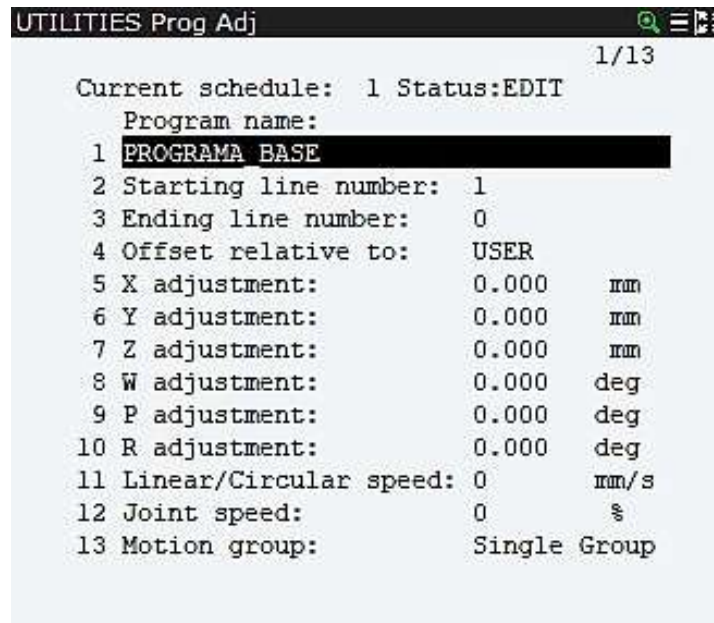 UTILITIES Prog Adj
1/13
Current schedule: 1 Status:EDIT
Program name:
1 PROGRAMA BASE
2 Starting line number: 1
3 Ending line number: 0
4 Offset relative to: USER
5 X adjustment: 0.000 mm
6 Y adjustment: 0.000 mm
7 Z adjustment: 0.000 mm
8 W adjustment: 0.000 deg
9 P adjustment: 0.000 deg
10 R adjustment: 0.000 deg
11 Linear/Circular speed: 0 mm/s
12 Joint speed: 0 %
13 Motion group: Single Group